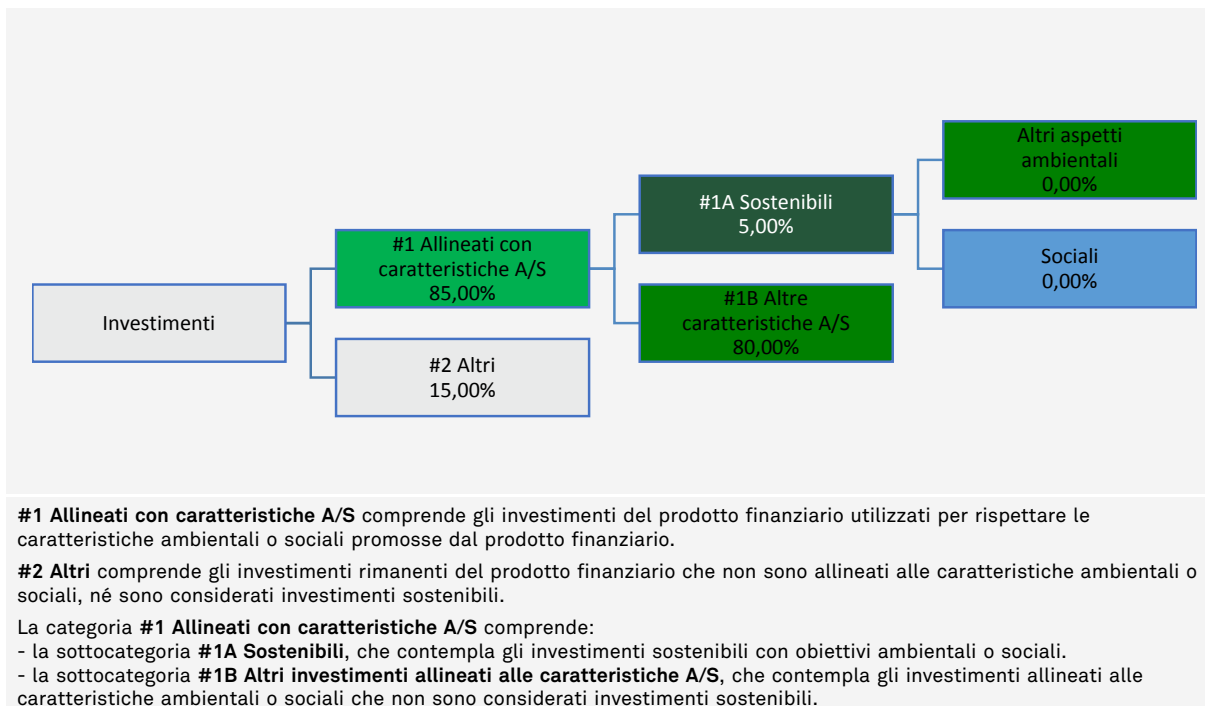 Investimenti
#1 Allineati con
caratteristiche A/S
85,00%
#2 Altri
15,00%
#1A Sostenibili
5,00%
#1B Altre
caratteristiche A/S
80,00%
Altri aspetti
ambientali
0,00%
Sociali
0,00%
#1 Allineati con caratteristiche A/S comprende gli investimenti del prodotto finanziario utilizzati per rispettare le
caratteristiche ambientali o sociali promosse dal prodotto finanziario.
#2 Altri comprende gli investimenti rimanenti del prodotto finanziario che non sono allineati alle caratteristiche ambientali o
sociali, né sono considerati investimenti sostenibili.
La categoria #1 Allineati con caratteristiche A/S comprende:
- la sottocategoria #1A Sostenibili, che contempla gli investimenti sostenibili con obiettivi ambientali o sociali.
- la sottocategoria #1B Altri investimenti allineati alle caratteristiche A/S, che contempla gli investimenti allineati alle
caratteristiche ambientali o sociali che non sono considerati investimenti sostenibili.